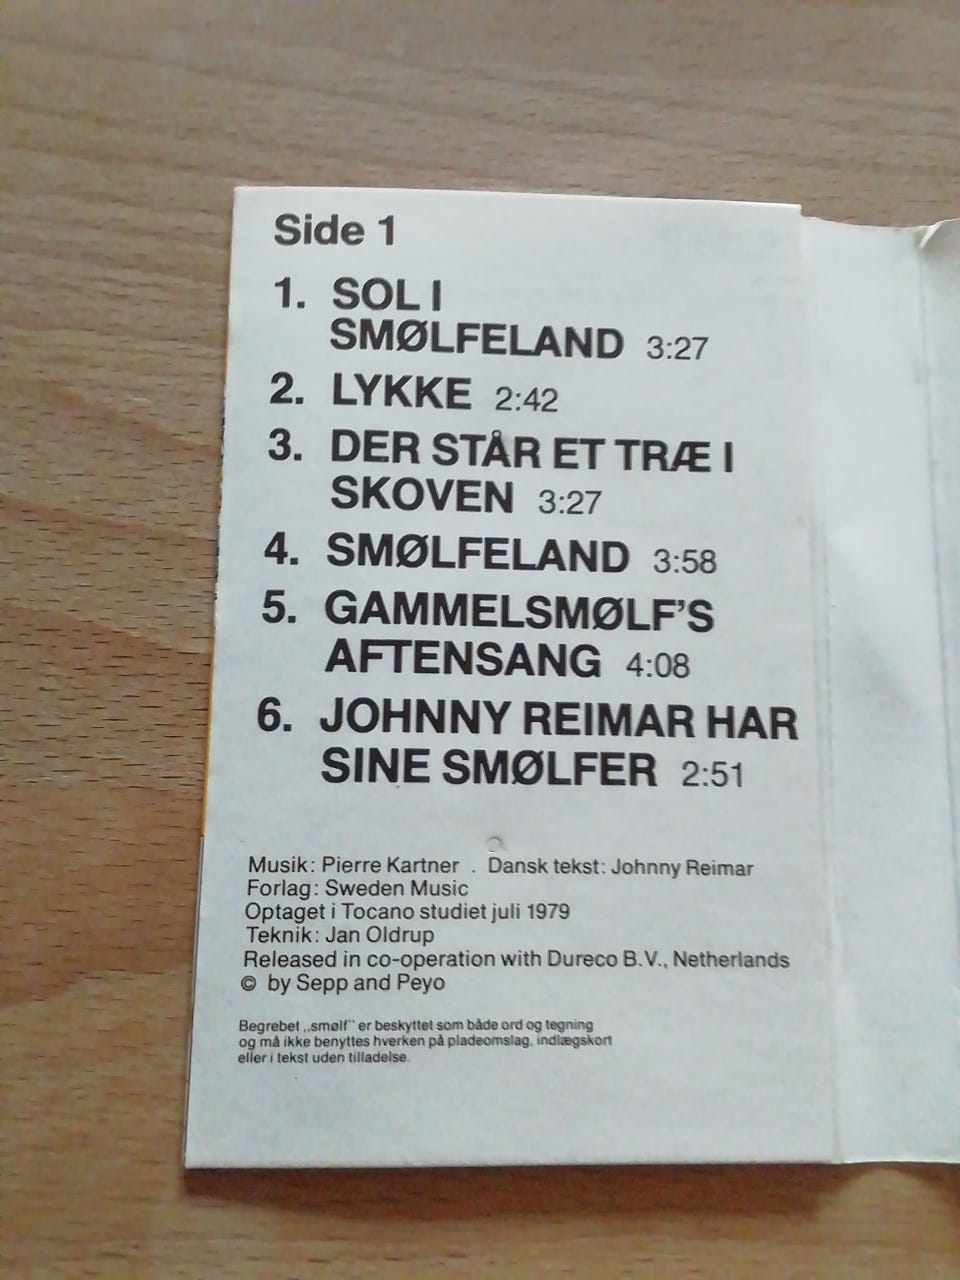 Side 1
1. SOL I
SMØLFELAND 3:27
2. LYKKE 2:42
3. DER STÅR ET TRÆ I
SKOVEN 3:27
4. SMØLFELAND 3:58
5. GAMMELSMØLF'S
AFTENSANG 4:08
6. JOHNNY REIMAR HAR
SINE SMØLFER 2:51
Musik: Pierre Kartner . Dansk tekst: Johnny Reimar
Forlag: Sweden Music
Optaget i Tocano studiet juli 1979
Teknik: Jan Oldrup
Released in co-operation with Dureco B.V., Netherlands
© by Sepp and Peyo
Begrebet „smølf” er beskyttet som både ord og tegning
og må ikke benyttes hverken på pladeomslag, indlægskort
eller i tekst uden tilladelse.